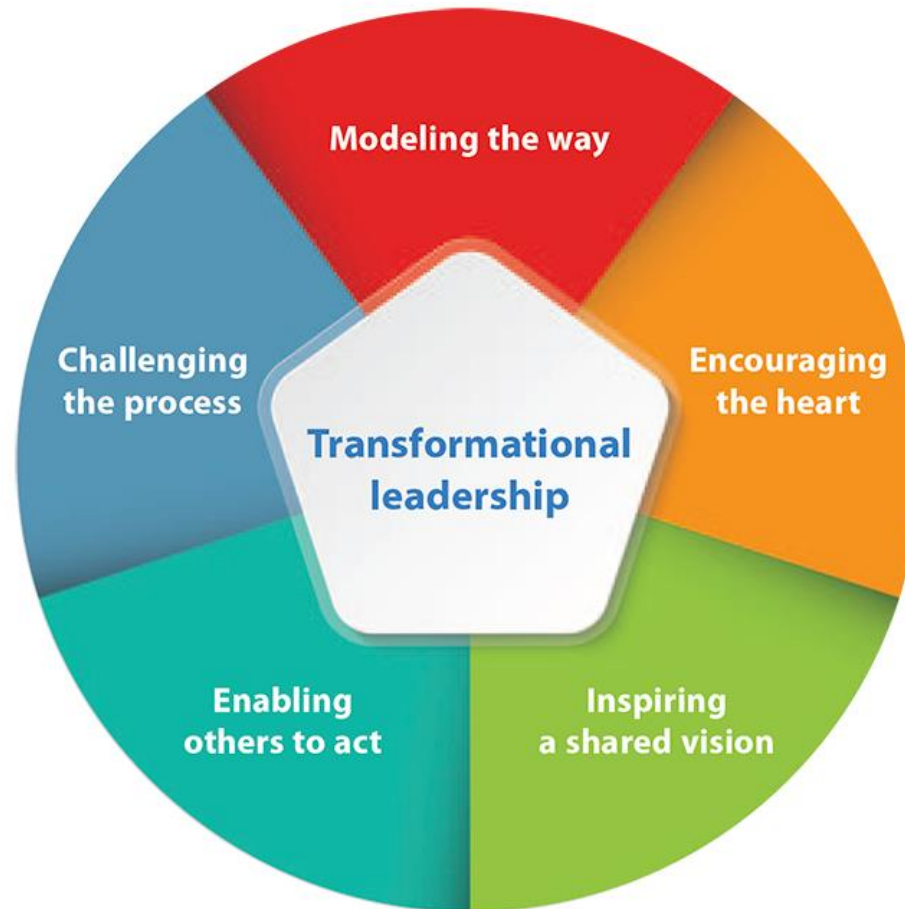 Modeling the way
Encouraging
the heart
Inspiring
a shared vision
Enabling
others to act
Challenging
the process
Transformational
leadership